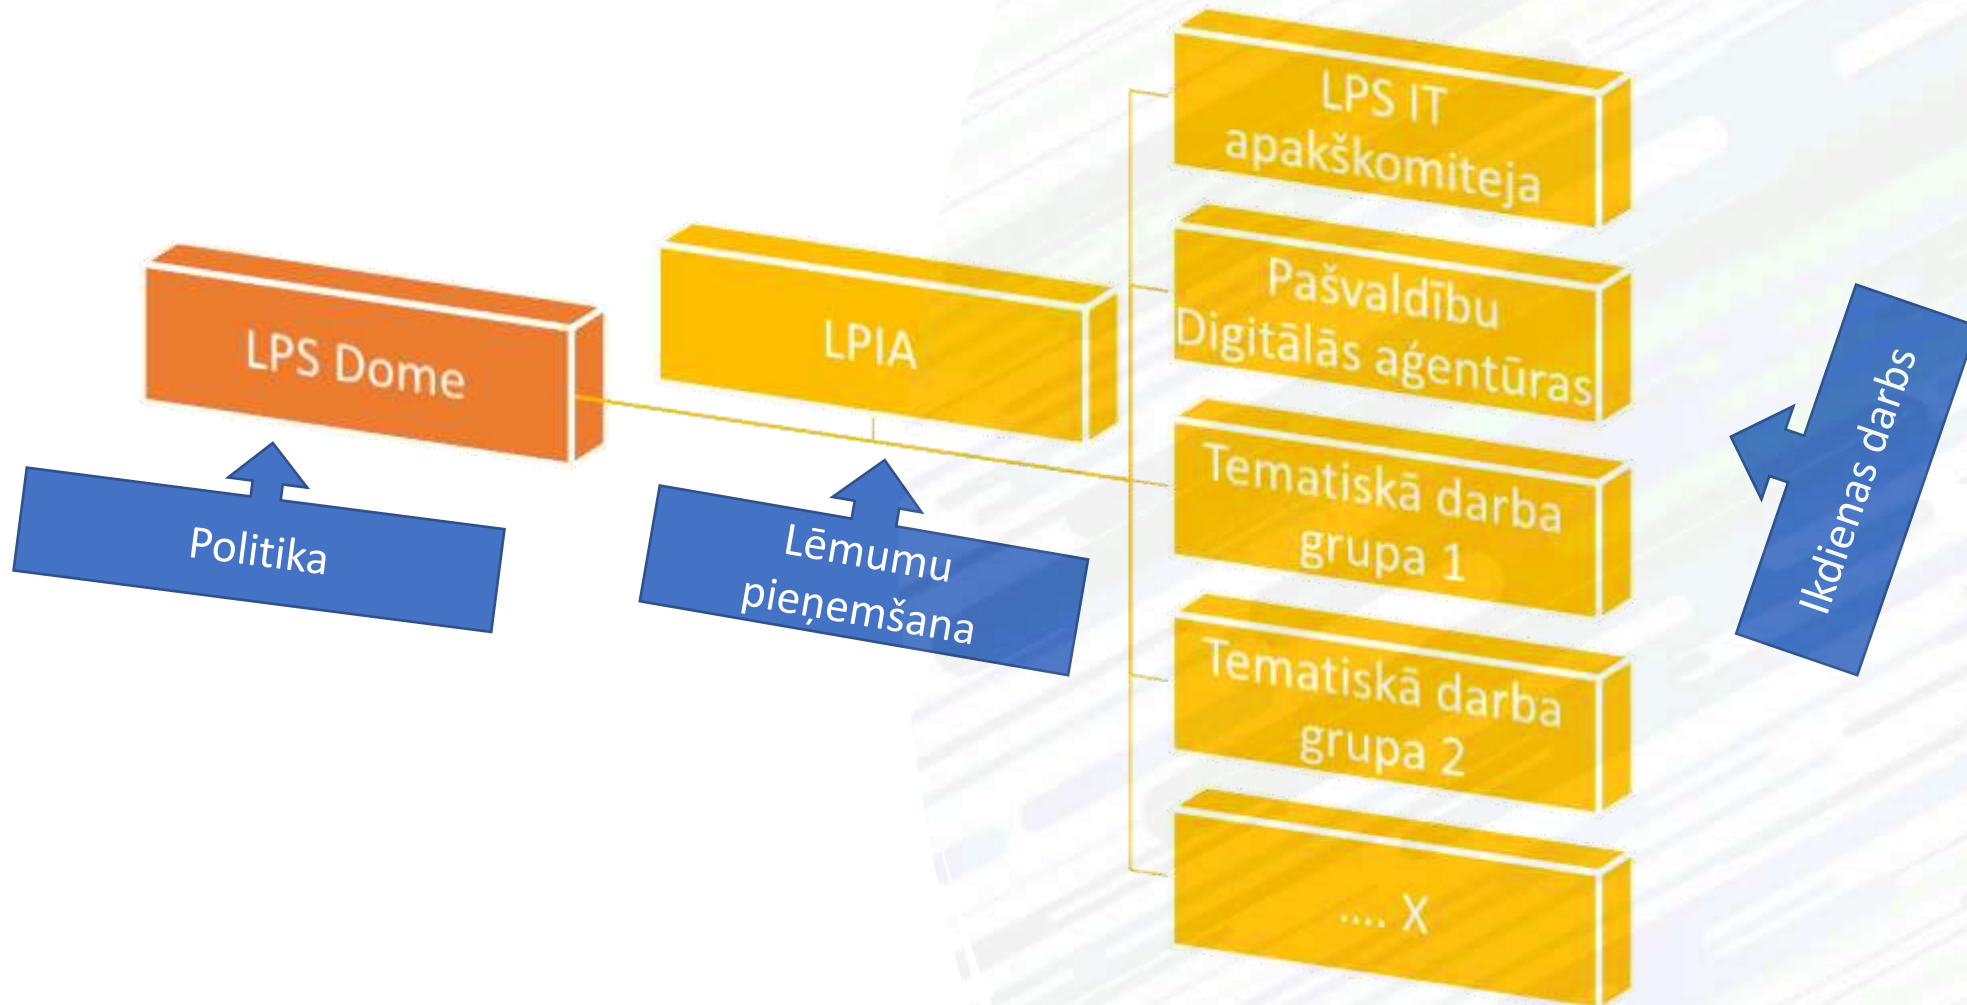 LPS Dome
Politika
LPIA
Lēmumu
pieņemšana
LPS IT
apakškomiteja
Pašvaldību
Digitālās aģentūras
Tematiskā darba
grupa 1
Tematiskā darba
grupa 2
.... X
Ikdienas darbs